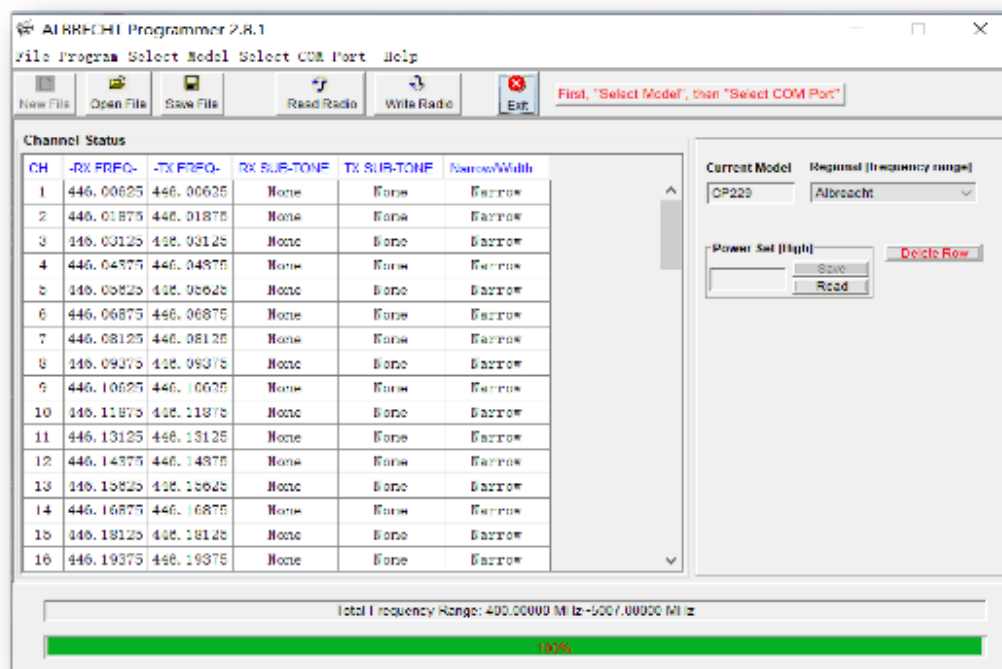 ALBRECHT Programmer 2.8.1
File Program Select Model Select COM Port Help
New File Open File Save File Read Radio Write Radio Exit First, "Select Model", then "Select COM Port"
Channel Status
CH -RX FREQ- -TX FREQ- RX SUB-TONE TX SUB-TONE Narrow/Width
1 446.00625 446.00625 None None Narrow
2 446.01875 446.01875 None None Narrow
3 446.03125 446.03125 None None Narrow
4 446.04375 446.04375 None None Narrow
5 446.05625 446.05625 None None Narrow
6 446.06875 446.06875 None None Narrow
7 446.08125 446.08125 None None Narrow
8 446.09375 446.09375 None None Narrow
9 446.10625 446.10625 None None Narrow
10 446.11875 446.11875 None None Narrow
11 446.13125 446.13125 None None Narrow
12 446.14375 446.14375 None None Narrow
13 446.15625 446.15625 None None Narrow
14 446.16875 446.16875 None None Narrow
15 446.18125 446.18125 None None Narrow
16 446.19375 446.19375 None None Narrow
Current Model Regional [frequency range]
CP229 Albreacht
Power Set [High]
Delete Row
Save
Read
Total Frequency Range: 400.00000 MHz~5007.00000 MHz
100%